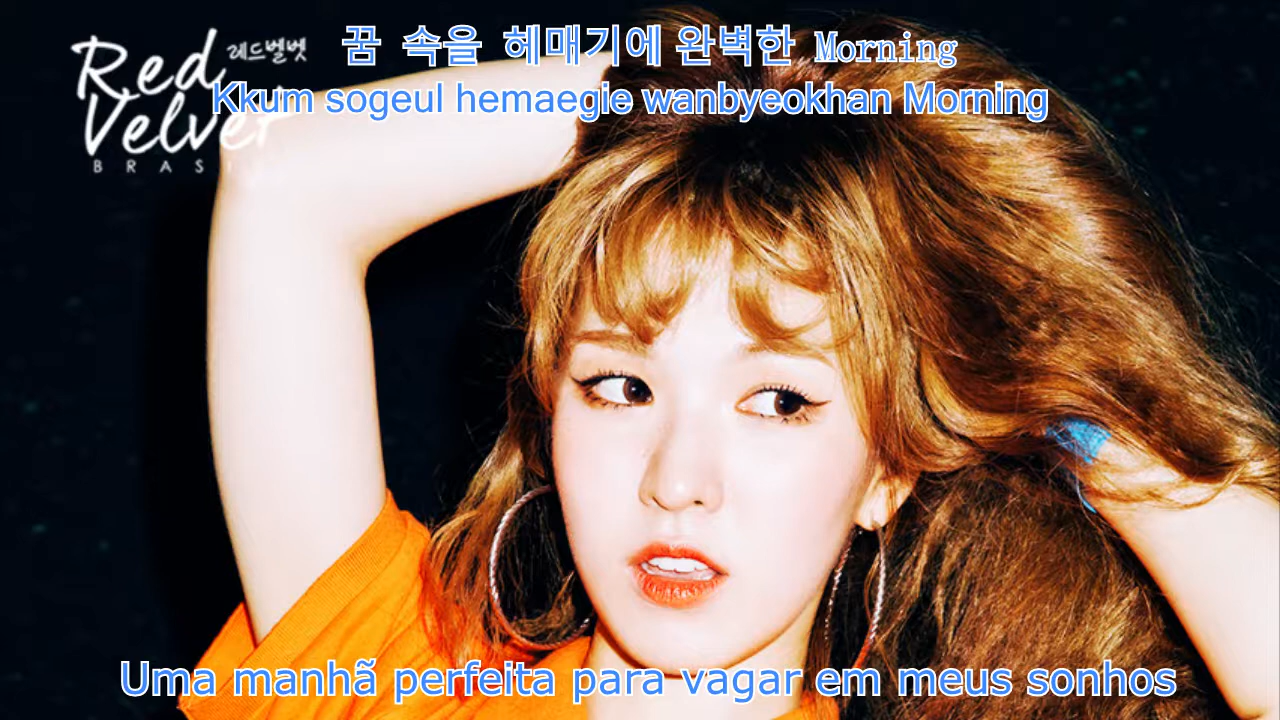 Red 레드벨벳
Velvet
BRASI
꿈 속을 헤매기에 완벽한 Morning
Kkum sogeul hemaegie wanbyeokhan Morning
Uma manhã perfeita para vagar em meus sonhos